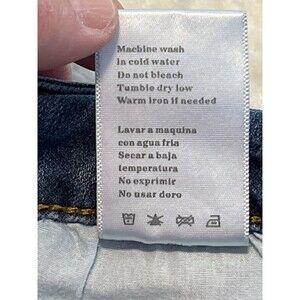 Machine wash
in cold water
Do not bleach
Tumble dry low
Warm iron if needed
Lavar a maquina
con agua fria
Secar a baja
temperatura
No exprimir
No usar doro